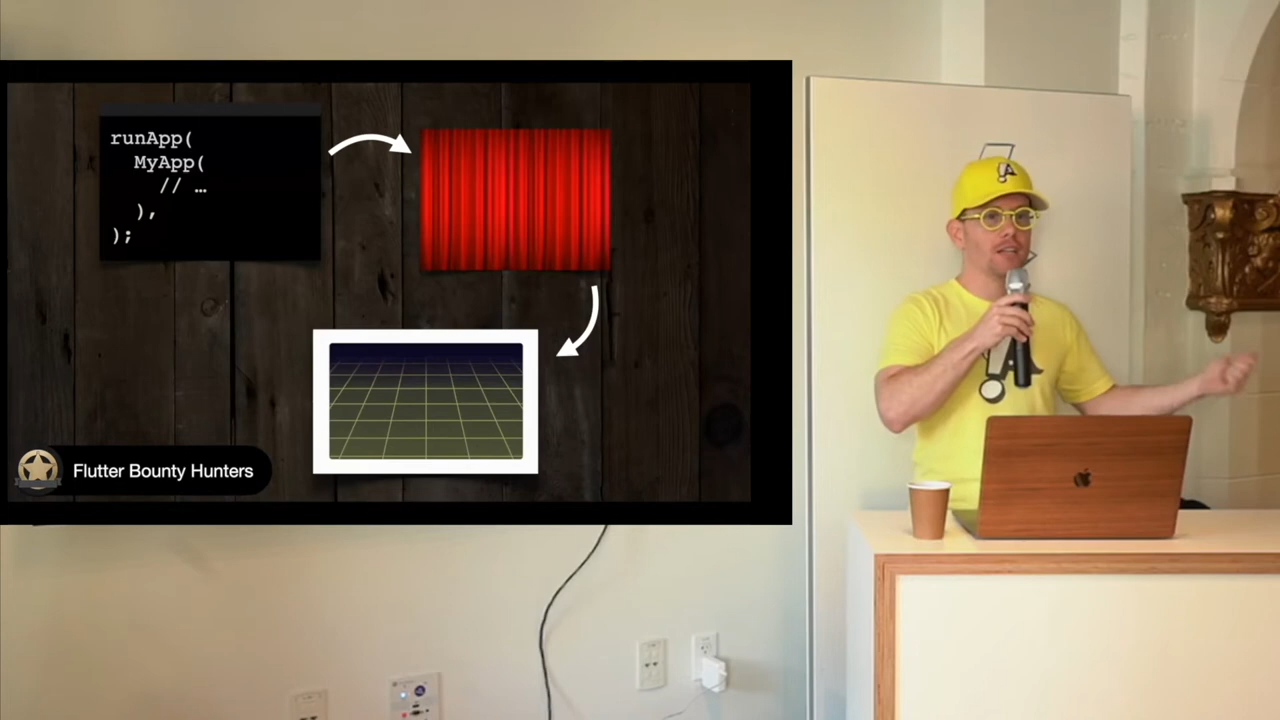 runApp(
MyApp(
// …
),
);
Flutter Bounty Hunters